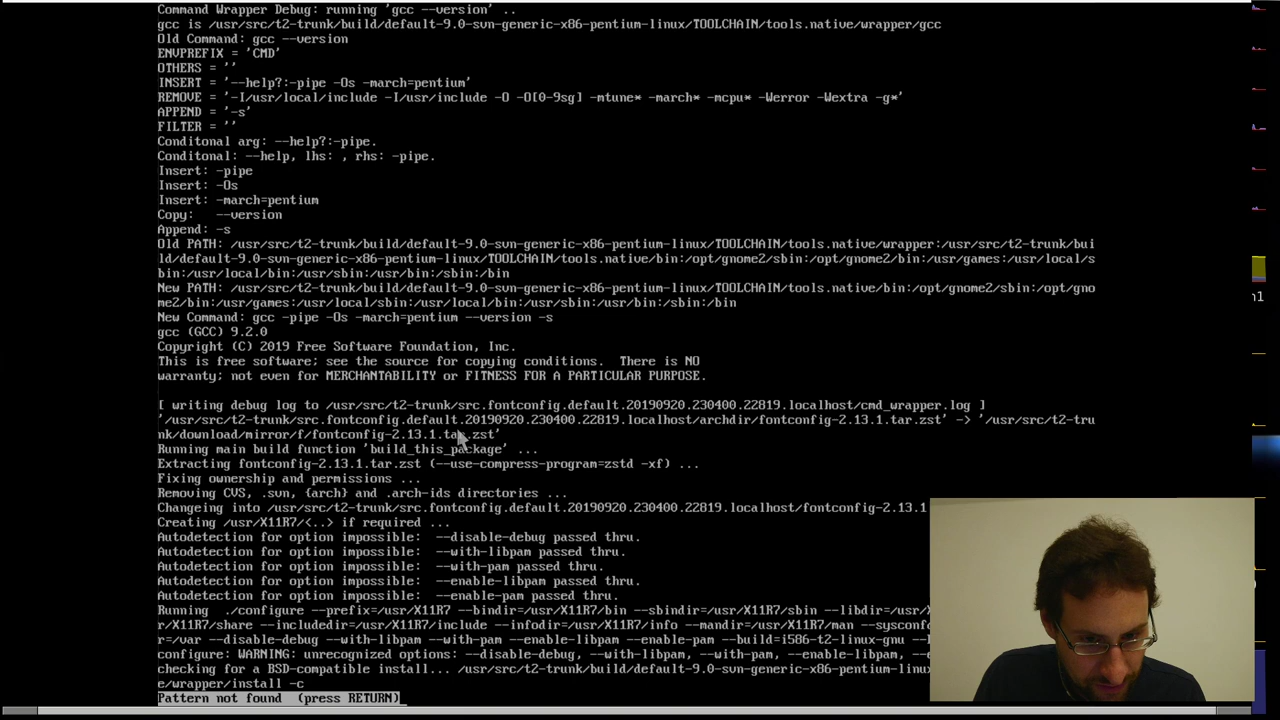 Command Wrapper Debug: running 'gcc --version' ..
gcc is /usr/src/t2-trunk/build/default-9.0-svn-generic-x86-pentium-linux/TOOLCHAIN/tools.native/wrapper/gcc
Old Command: gcc --version
ENVPREFIX = 'CMD'
OTHERS = ''
INSERT = '--help?:-pipe -Os -march=pentium'
REMOVE = '-I/usr/local/include -I/usr/include -O -O[0-9sg] -mtune* -march* -mcpu* -Werror -Wextra -g*'
APPEND = '-s'
FILTER = ''
Conditonal arg: --help?:-pipe.
Conditonal: --help, lhs: , rhs: -pipe.
Insert: -pipe
Insert: -Os
Insert: -march=pentium
Copy:   --version
Append: -s
Old PATH: /usr/src/t2-trunk/build/default-9.0-svn-generic-x86-pentium-linux/TOOLCHAIN/tools.native/wrapper:/usr/src/t2-trunk/bui
ld/default-9.0-svn-generic-x86-pentium-linux/TOOLCHAIN/tools.native/bin:/opt/gnome2/sbin:/opt/gnome2/bin:/usr/games:/usr/local/s
bin:/usr/local/bin:/usr/sbin:/usr/bin:/sbin:/bin
New PATH: /usr/src/t2-trunk/build/default-9.0-svn-generic-x86-pentium-linux/TOOLCHAIN/tools.native/bin:/opt/gnome2/sbin:/opt/gno
me2/bin:/usr/games:/usr/local/sbin:/usr/local/bin:/usr/sbin:/usr/bin:/sbin:/bin
New Command: gcc -pipe -Os -march=pentium --version -s
gcc (GCC) 9.2.0
Copyright (C) 2019 Free Software Foundation, Inc.
This is free software; see the source for copying conditions.  There is NO
warranty; not even for MERCHANTABILITY or FITNESS FOR A PARTICULAR PURPOSE.
[ writing debug log to /usr/src/t2-trunk/src.fontconfig.default.20190920.230400.22819.localhost/cmd_wrapper.log ]
'/usr/src/t2-trunk/src.fontconfig.default.20190920.230400.22819.localhost/archdir/fontconfig-2.13.1.tar.zst' -> '/usr/src/t2-tru
nk/download/mirror/f/fontconfig-2.13.1.tar.zst'
Running main build function 'build_this_package' ...
Extracting fontconfig-2.13.1.tar.zst (--use-compress-program=zstd -xf) ...
Fixing ownership and permissions ...
Removing CVS, .svn, {arch} and .arch-ids directories ...
Changeing into /usr/src/t2-trunk/src.fontconfig.default.20190920.230400.22819.localhost/fontconfig-2.13.1
Creating /usr/X11R7/<..> if required ...
Autodetection for option impossible:  --disable-debug passed thru.
Autodetection for option impossible:  --with-libpam passed thru.
Autodetection for option impossible:  --with-pam passed thru.
Autodetection for option impossible:  --enable-libpam passed thru.
Autodetection for option impossible:  --enable-pam passed thru.
Running  ./configure --prefix=/usr/X11R7 --bindir=/usr/X11R7/bin --sbindir=/usr/X11R7/sbin --libdir=/usr
r/X11R7/share --includedir=/usr/X11R7/include --infodir=/usr/X11R7/info --mandir=/usr/X11R7/man --sysconf
r=/var --disable-debug --with-libpam --with-pam --enable-libpam --enable-pam --build=i586-t2-linux-gnu
configure: WARNING: unrecognized options: --disable-debug, --with-libpam, --with-pam, --enable-libpam,
checking for a BSD-compatible install... /usr/src/t2-trunk/build/default-9.0-svn-generic-x86-pentium-linux
e/wrapper/install -c
Pattern not found  (press RETURN)